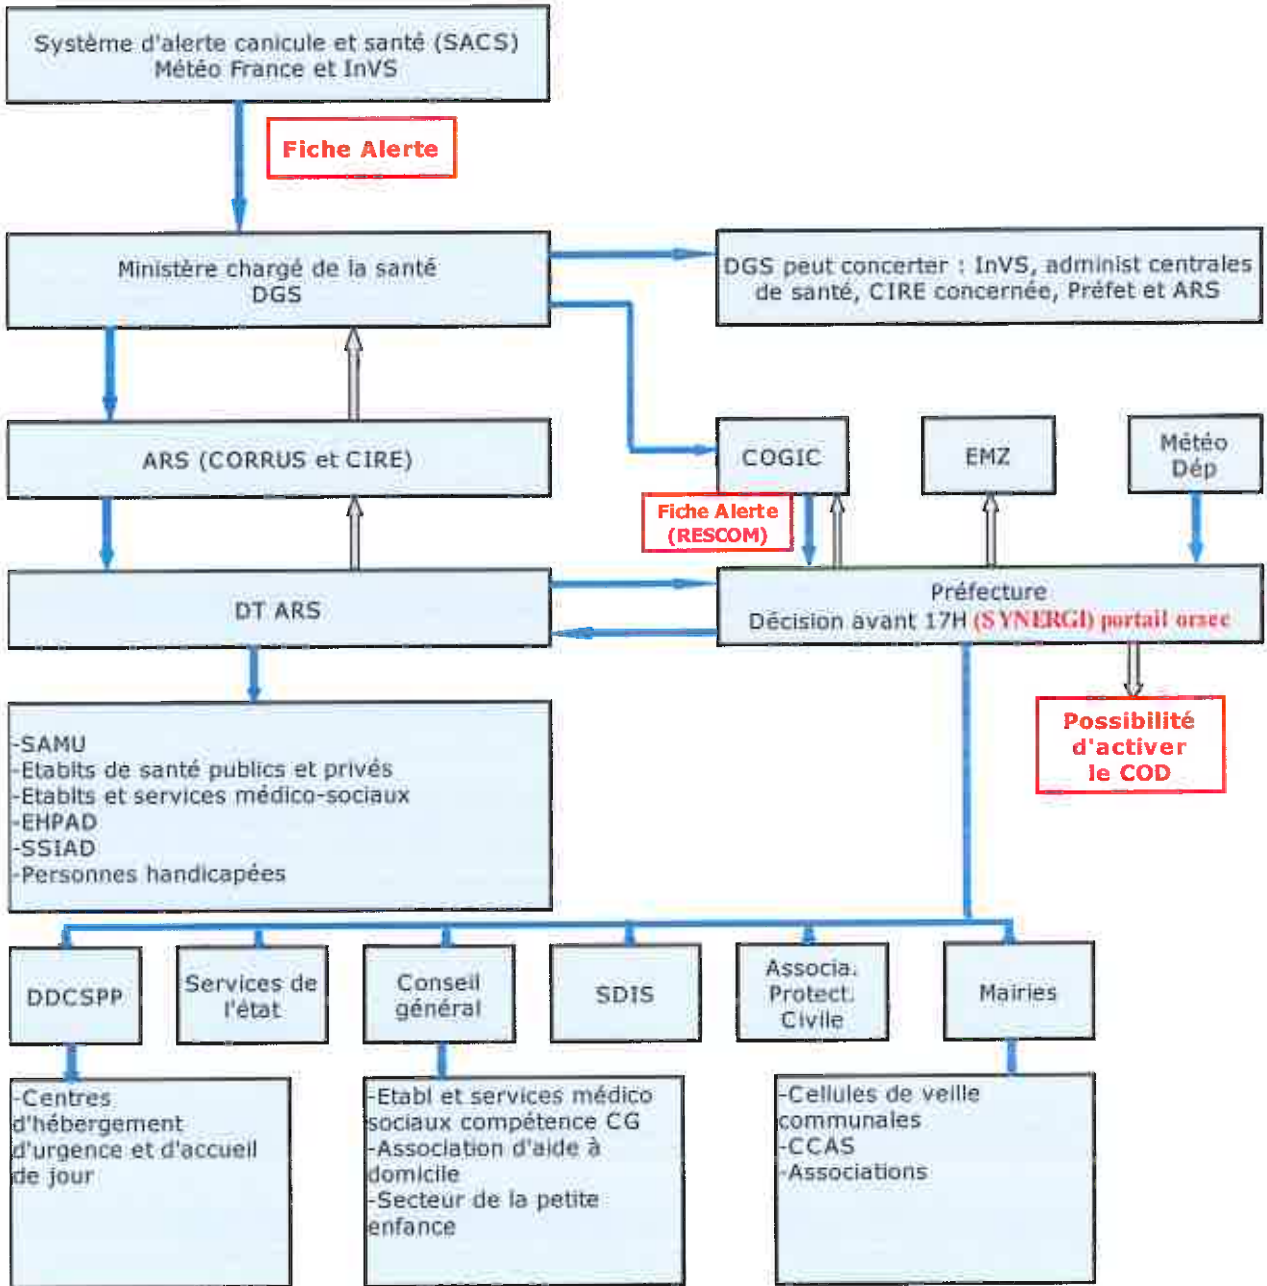 Système d'alerte canicule et santé (SACS)
Météo France et InVS
Fiche Alerte
Ministère chargé de la santé
DGS
DGS peut concerter : InVS, administ centrales
de santé, CIRE concernée, Préfet et ARS
ARS (CORRUS et CIRE)
COGIC
EMZ
Météo
Dép
Fiche Alerte
(RESCOM)
DT ARS
Préfecture
Décision avant 17H (SYNERGI) portail orsec
Possibilité
d'activer
le COD
-SAMU
-Etablts de santé publics et privés
-Etablts et services médico-sociaux
-EHPAD
-SSIAD
-Personnes handicapées
DDCSPP
Services de
l'état
Conseil
général
SDIS
Associa.
Protect.
Civile
Mairies
-Centres
d'hébergement
d'urgence et d'accueil
de jour
-Etabl et services médico
sociaux compétence CG
-Association d'aide à
domicile
-Secteur de la petite
enfance
-Cellules de veille
communales
-CCAS
-Associations